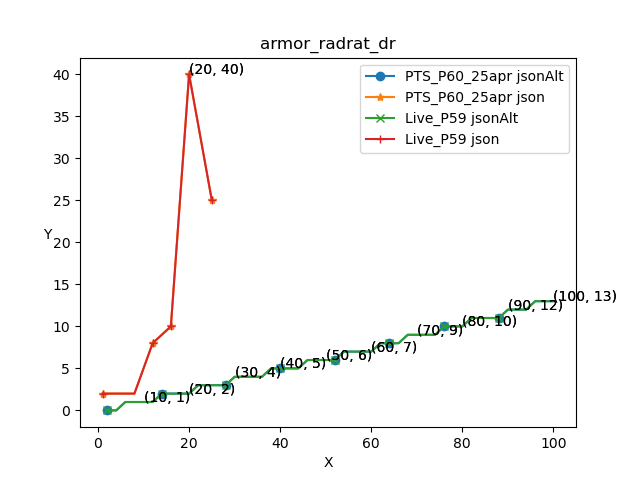 armor_radrat_dr
PTS_P60_25apr jsonAlt
PTS_P60_25apr json
Live_P59 jsonAlt
Live_P59 json
(20, 40)
(10, 1)
(20, 2)
(30, 4)
(40, 5)
(50, 6)
(60, 7)
(70, 9)
(80, 10)
(90, 12)
(100, 13)
Y
40
35
30
25
20
15
10
5
0
0 20 40 60 80 100
X